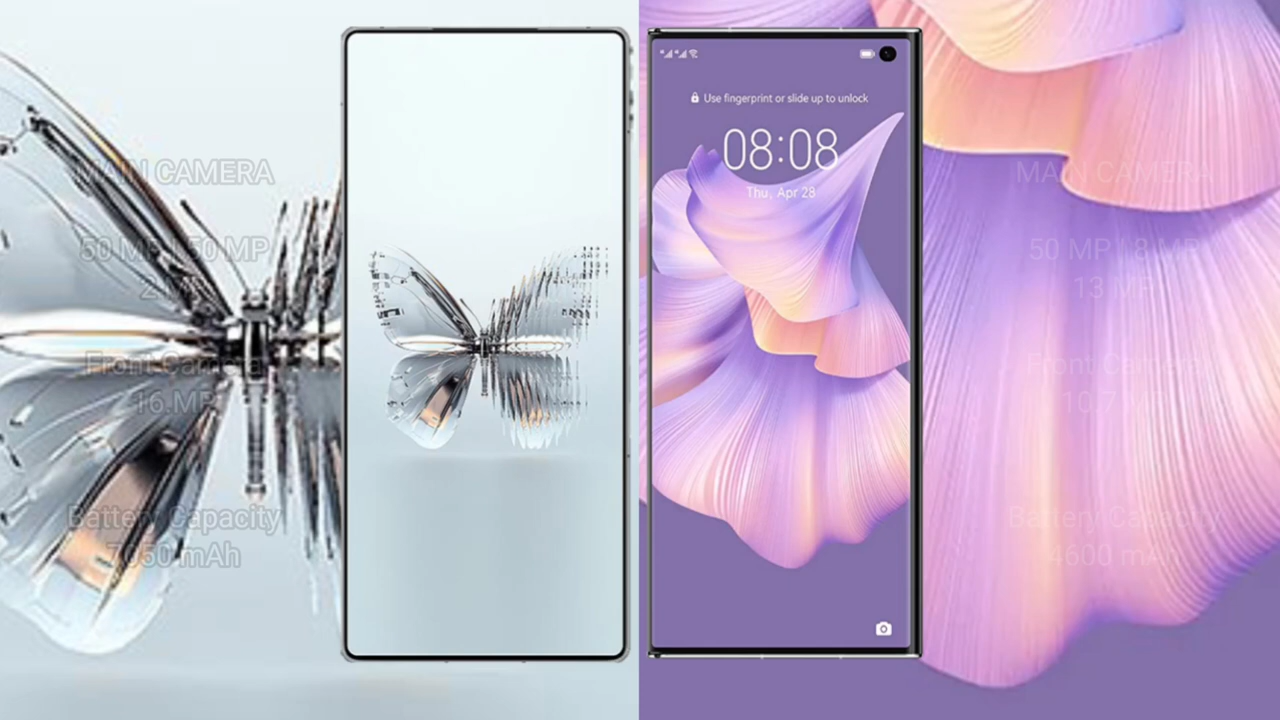 MAIN CAMERA
50 MP | 50 MP
Front Camera
16 MP
Battery Capacity
7050 mAh
Use fingerprint or slide up to unlock
08:08
Thu, Apr 28
MAIN CAMERA
50 MP | 8 MP
13 MP
Front Camera
Battery Capacity
4600 mAh